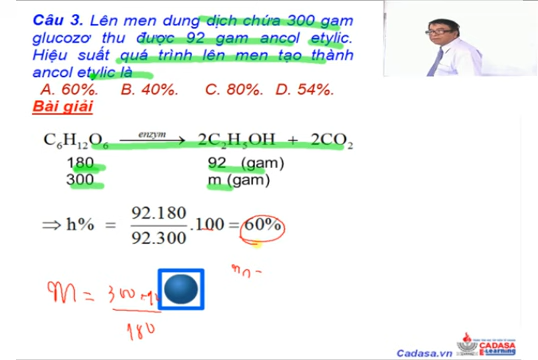 Câu 3. Lên men dung dịch chứa 300 gam
glucozơ thu được 92 gam ancol etylic.
Hiệu suất quá trình lên men tạo thành
ancol etylic là
A. 60%. B. 40%. C. 80%. D. 54%.
Bài giải
C₆H₁₂O₆ —enzym→ 2C₂H₅OH + 2CO₂
180 92 (gam)
300 m (gam)
⇒ h% = 92.180 / 92.300 .100 = 60%
m =
M = 300 . / 180
CADASA
E-Learning
Cadasa.vn